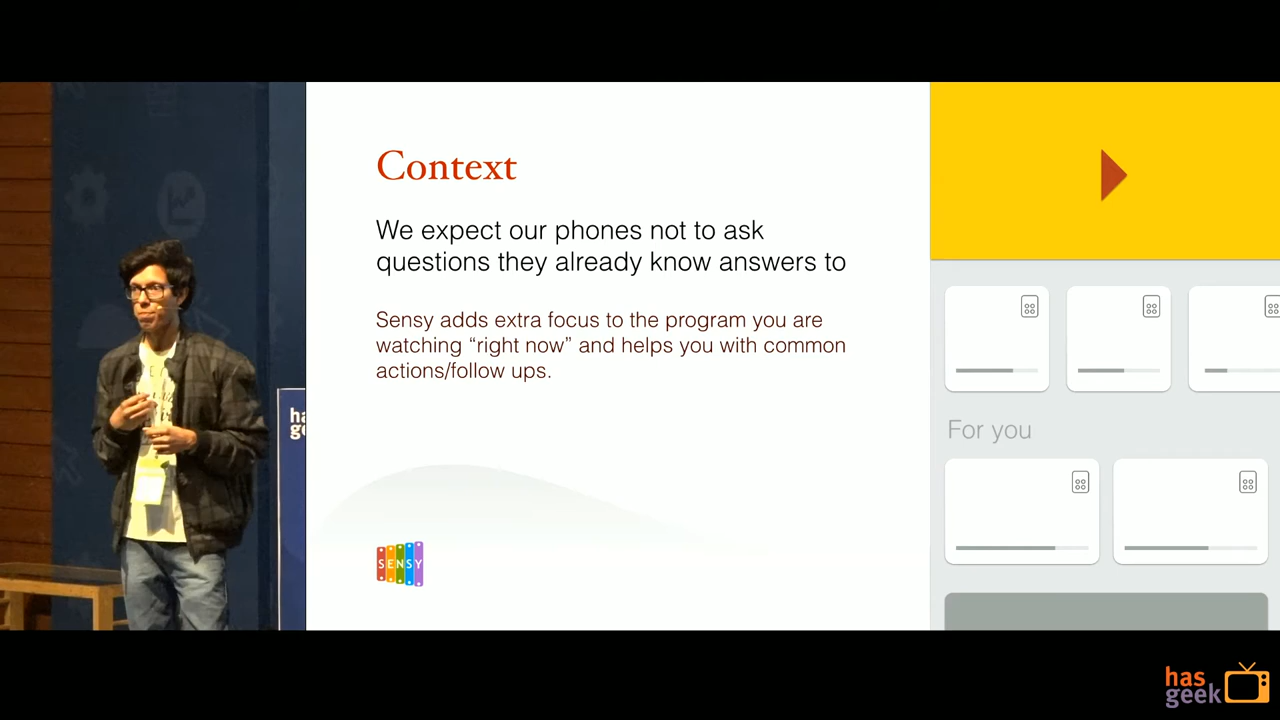 Context
We expect our phones not to ask
questions they already know answers to
Sensy adds extra focus to the program you are
watching “right now” and helps you with common
actions/follow ups.
SENSY
For you
has
geek